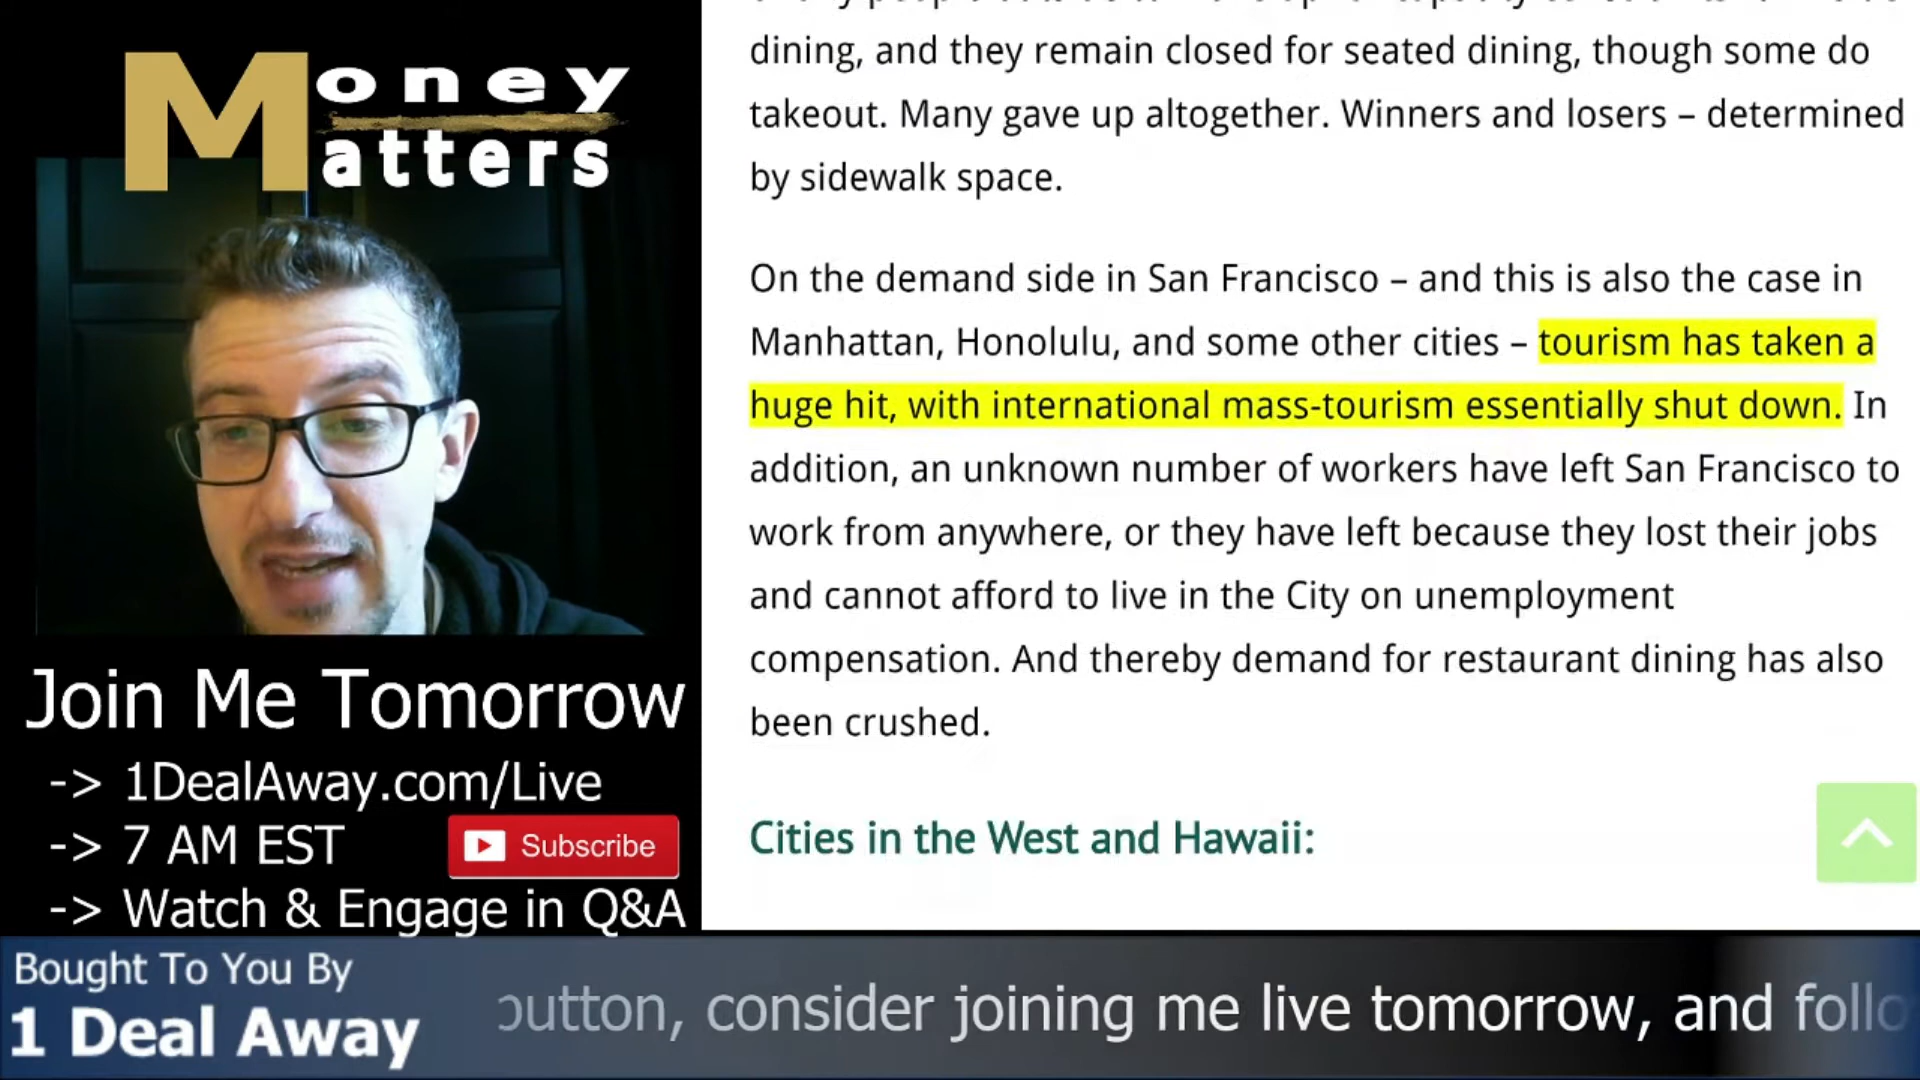 Money
Matters
Join Me Tomorrow
-> 1DealAway.com/Live
-> 7 AM EST
Subscribe
-> Watch & Engage in Q&A
dining, and they remain closed for seated dining, though some do
takeout. Many gave up altogether. Winners and losers – determined
by sidewalk space.
On the demand side in San Francisco – and this is also the case in
Manhattan, Honolulu, and some other cities – tourism has taken a
huge hit, with international mass-tourism essentially shut down. In
addition, an unknown number of workers have left San Francisco to
work from anywhere, or they have left because they lost their jobs
and cannot afford to live in the City on unemployment
compensation. And thereby demand for restaurant dining has also
been crushed.
Cities in the West and Hawaii:
Bought To You By
1 Deal Away
button, consider joining me live tomorrow, and follo